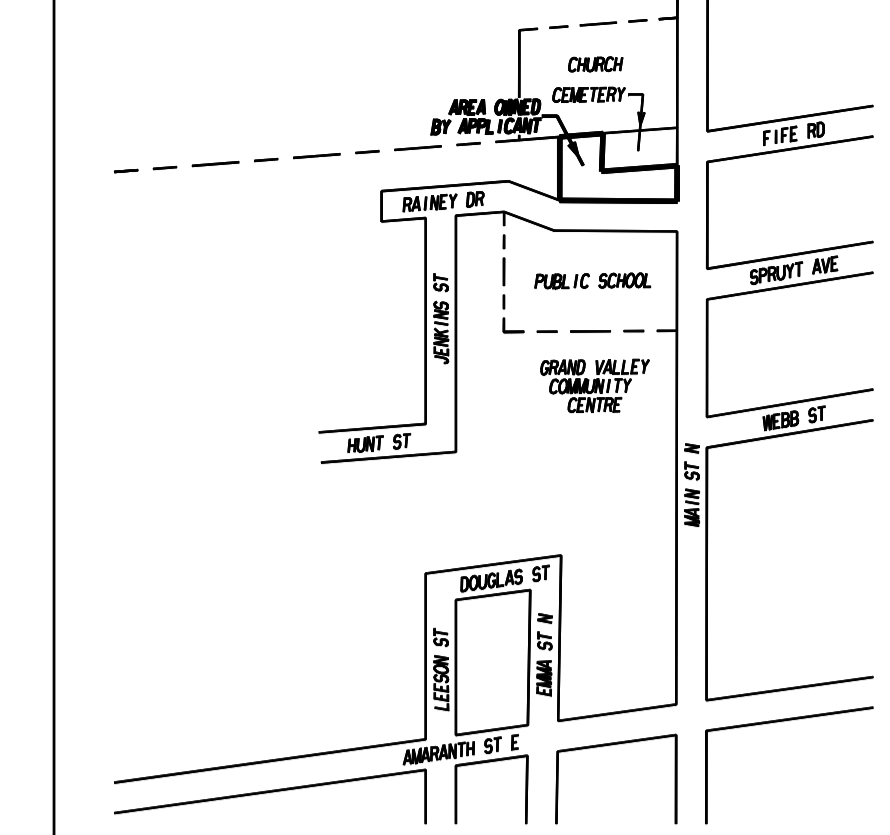 CHURCH
CEMETERY
AREA OWNED
BY APPLICANT
FIFE RD
RAINEY DR
SPRUYT AVE
PUBLIC SCHOOL
JENKINS ST
GRAND VALLEY
COMMUNITY
CENTRE
WEBB ST
HUNT ST
MAIN ST N
DOUGLAS ST
LEESON ST
EMMA ST N
AMARANTH ST E